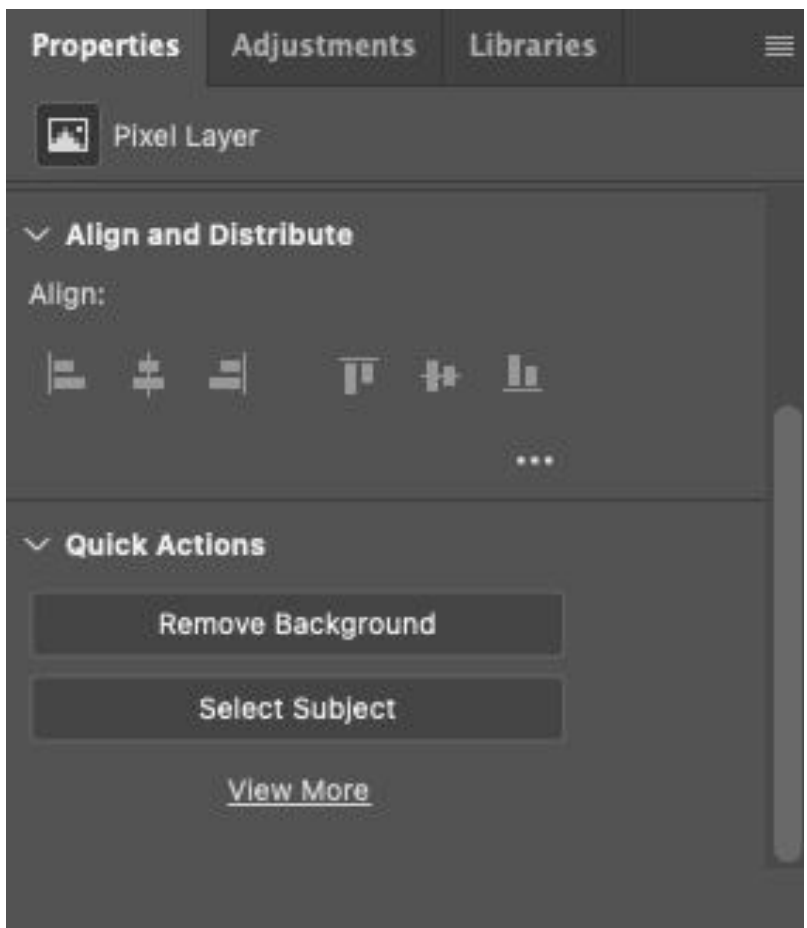 Properties Adjustments Libraries
Pixel Layer
Align and Distribute
Align:
Quick Actions
Remove Background
Select Subject
View More